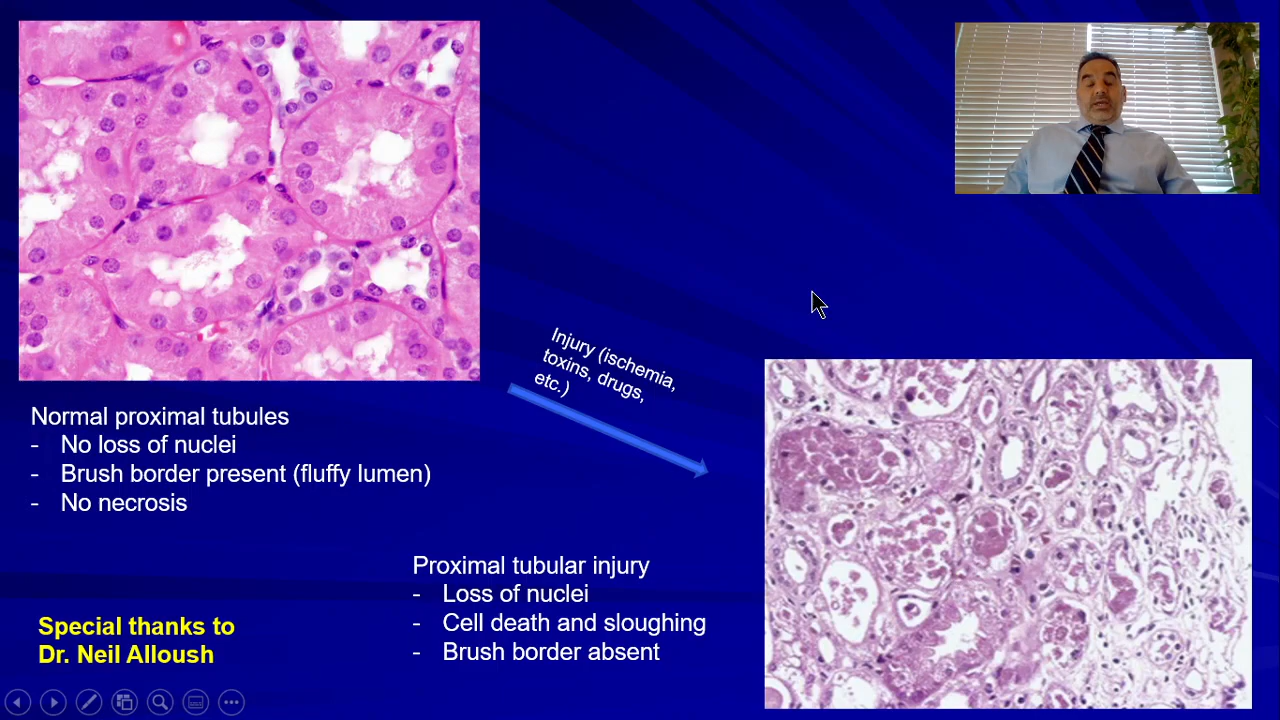 Injury (ischemia,
toxins, drugs,
etc.)
Normal proximal tubules
- No loss of nuclei
- Brush border present (fluffy lumen)
- No necrosis
Proximal tubular injury
- Loss of nuclei
- Cell death and sloughing
- Brush border absent
Special thanks to
Dr. Neil Alloush